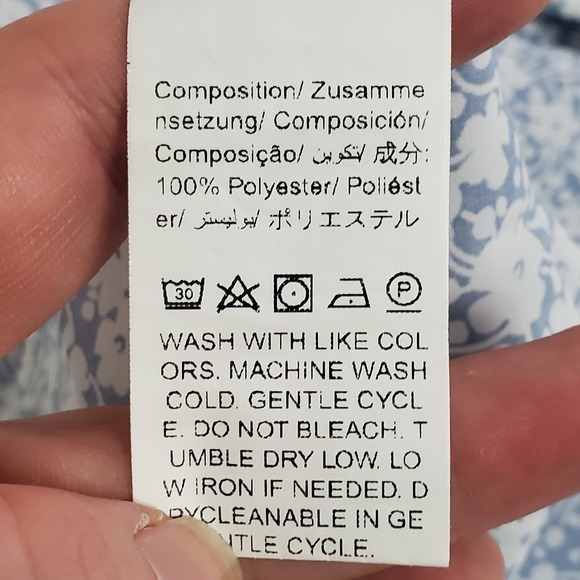 Composition/ Zusamme
nsetzung/ Composición/
Composição/ تكوين/ 成分:
100% Polyester/ Poliést
er/ بوليستر/ ポリエステル
30 P
WASH WITH LIKE COL
ORS. MACHINE WASH
COLD. GENTLE CYCL
E. DO NOT BLEACH. T
UMBLE DRY LOW. LO
W IRON IF NEEDED. D
RYCLEANABLE IN GE
NTLE CYCLE.